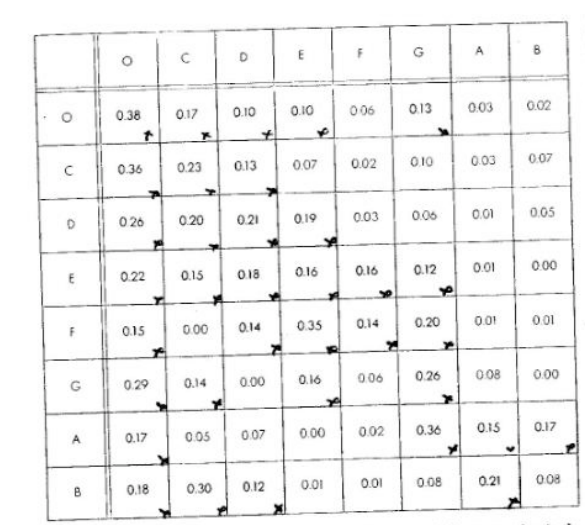 O C D E F G A B
O 0.38 0.17 0.10 0.10 0.06 0.13 0.03 0.02
C 0.36 0.23 0.13 0.07 0.02 0.10 0.03 0.07
D 0.26 0.20 0.21 0.19 0.03 0.06 0.01 0.05
E 0.22 0.15 0.18 0.16 0.16 0.12 0.01 0.00
F 0.15 0.00 0.14 0.35 0.14 0.20 0.01 0.01
G 0.29 0.14 0.00 0.16 0.06 0.26 0.08 0.00
A 0.17 0.05 0.07 0.00 0.02 0.36 0.15 0.17
B 0.18 0.30 0.12 0.01 0.01 0.08 0.21 0.08